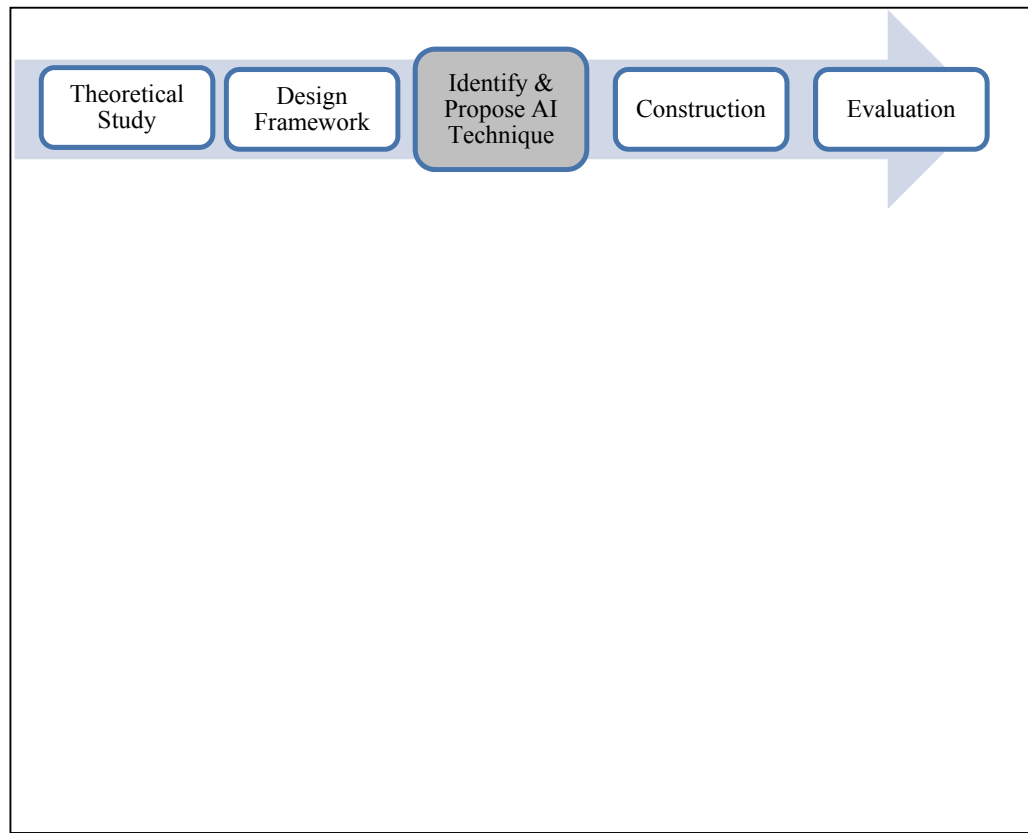 Theoretical
Study
Design
Framework
Identify &
Propose AI
Technique
Construction
Evaluation